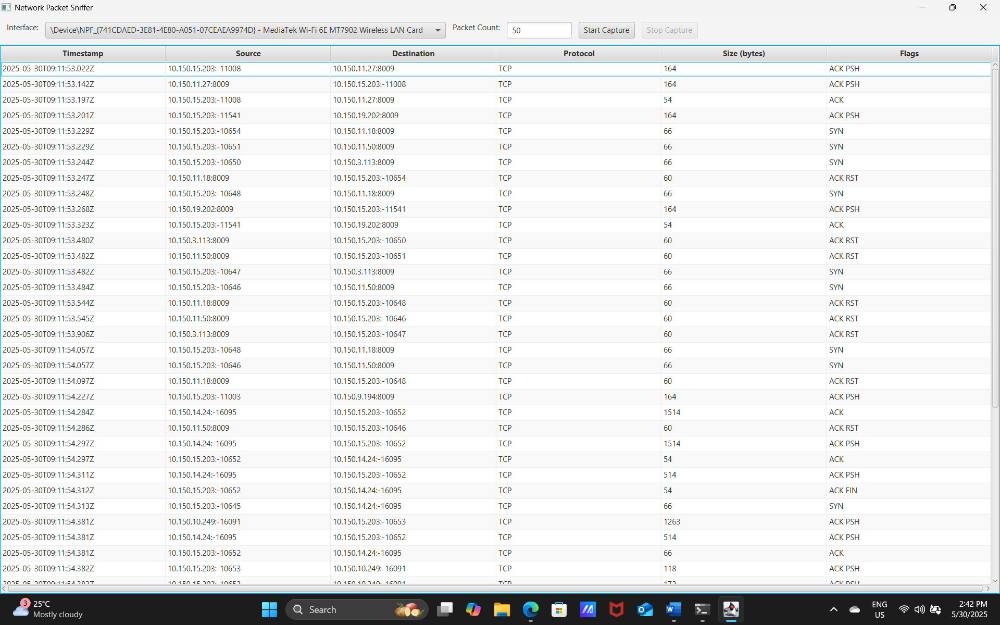 Network Packet Sniffer
Interface: \Device\NPF_{741CDAED-3E81-4E80-A051-07CEAEA9974D} - MediaTek Wi-Fi 6E MT7902 Wireless LAN Card Packet Count: 50 Start Capture Stop Capture
Timestamp Source Destination Protocol Size (bytes) Flags
2025-05-30T09:11:53.022Z 10.150.15.203:-11008 10.150.11.27:8009 TCP 164 ACK PSH
2025-05-30T09:11:53.142Z 10.150.11.27:8009 10.150.15.203:-11008 TCP 164 ACK PSH
2025-05-30T09:11:53.197Z 10.150.15.203:-11008 10.150.11.27:8009 TCP 54 ACK
2025-05-30T09:11:53.201Z 10.150.15.203:-11541 10.150.19.202:8009 TCP 164 ACK PSH
2025-05-30T09:11:53.229Z 10.150.15.203:-10654 10.150.11.18:8009 TCP 66 SYN
2025-05-30T09:11:53.229Z 10.150.15.203:-10651 10.150.11.50:8009 TCP 66 SYN
2025-05-30T09:11:53.244Z 10.150.15.203:-10650 10.150.3.113:8009 TCP 66 SYN
2025-05-30T09:11:53.247Z 10.150.11.18:8009 10.150.15.203:-10654 TCP 60 ACK RST
2025-05-30T09:11:53.248Z 10.150.15.203:-10648 10.150.11.18:8009 TCP 66 SYN
2025-05-30T09:11:53.268Z 10.150.19.202:8009 10.150.15.203:-11541 TCP 164 ACK PSH
2025-05-30T09:11:53.323Z 10.150.15.203:-11541 10.150.19.202:8009 TCP 54 ACK
2025-05-30T09:11:53.480Z 10.150.3.113:8009 10.150.15.203:-10650 TCP 60 ACK RST
2025-05-30T09:11:53.482Z 10.150.11.50:8009 10.150.15.203:-10651 TCP 60 ACK RST
2025-05-30T09:11:53.482Z 10.150.15.203:-10647 10.150.3.113:8009 TCP 66 SYN
2025-05-30T09:11:53.484Z 10.150.15.203:-10646 10.150.11.50:8009 TCP 66 SYN
2025-05-30T09:11:53.544Z 10.150.11.18:8009 10.150.15.203:-10648 TCP 60 ACK RST
2025-05-30T09:11:53.545Z 10.150.11.50:8009 10.150.15.203:-10646 TCP 60 ACK RST
2025-05-30T09:11:53.906Z 10.150.3.113:8009 10.150.15.203:-10647 TCP 60 ACK RST
2025-05-30T09:11:54.057Z 10.150.15.203:-10648 10.150.11.18:8009 TCP 66 SYN
2025-05-30T09:11:54.057Z 10.150.15.203:-10646 10.150.11.50:8009 TCP 66 SYN
2025-05-30T09:11:54.097Z 10.150.11.18:8009 10.150.15.203:-10648 TCP 60 ACK RST
2025-05-30T09:11:54.227Z 10.150.15.203:-11003 10.150.9.194:8009 TCP 164 ACK PSH
2025-05-30T09:11:54.284Z 10.150.14.24:-16095 10.150.15.203:-10652 TCP 1514 ACK
2025-05-30T09:11:54.286Z 10.150.11.50:8009 10.150.15.203:-10646 TCP 60 ACK RST
2025-05-30T09:11:54.297Z 10.150.14.24:-16095 10.150.15.203:-10652 TCP 1514 ACK PSH
2025-05-30T09:11:54.297Z 10.150.15.203:-10652 10.150.14.24:-16095 TCP 54 ACK
2025-05-30T09:11:54.311Z 10.150.14.24:-16095 10.150.15.203:-10652 TCP 514 ACK PSH
2025-05-30T09:11:54.312Z 10.150.15.203:-10652 10.150.14.24:-16095 TCP 54 ACK FIN
2025-05-30T09:11:54.313Z 10.150.15.203:-10645 10.150.14.24:-16095 TCP 66 SYN
2025-05-30T09:11:54.381Z 10.150.10.249:-16091 10.150.15.203:-10653 TCP 1263 ACK PSH
2025-05-30T09:11:54.381Z 10.150.14.24:-16095 10.150.15.203:-10652 TCP 514 ACK PSH
2025-05-30T09:11:54.381Z 10.150.15.203:-10652 10.150.14.24:-16095 TCP 66 ACK
2025-05-30T09:11:54.382Z 10.150.15.203:-10653 10.150.10.249:-16091 TCP 118 ACK PSH
3 25°C
Mostly cloudy
Search
ENG
US
2:42 PM
5/30/2025